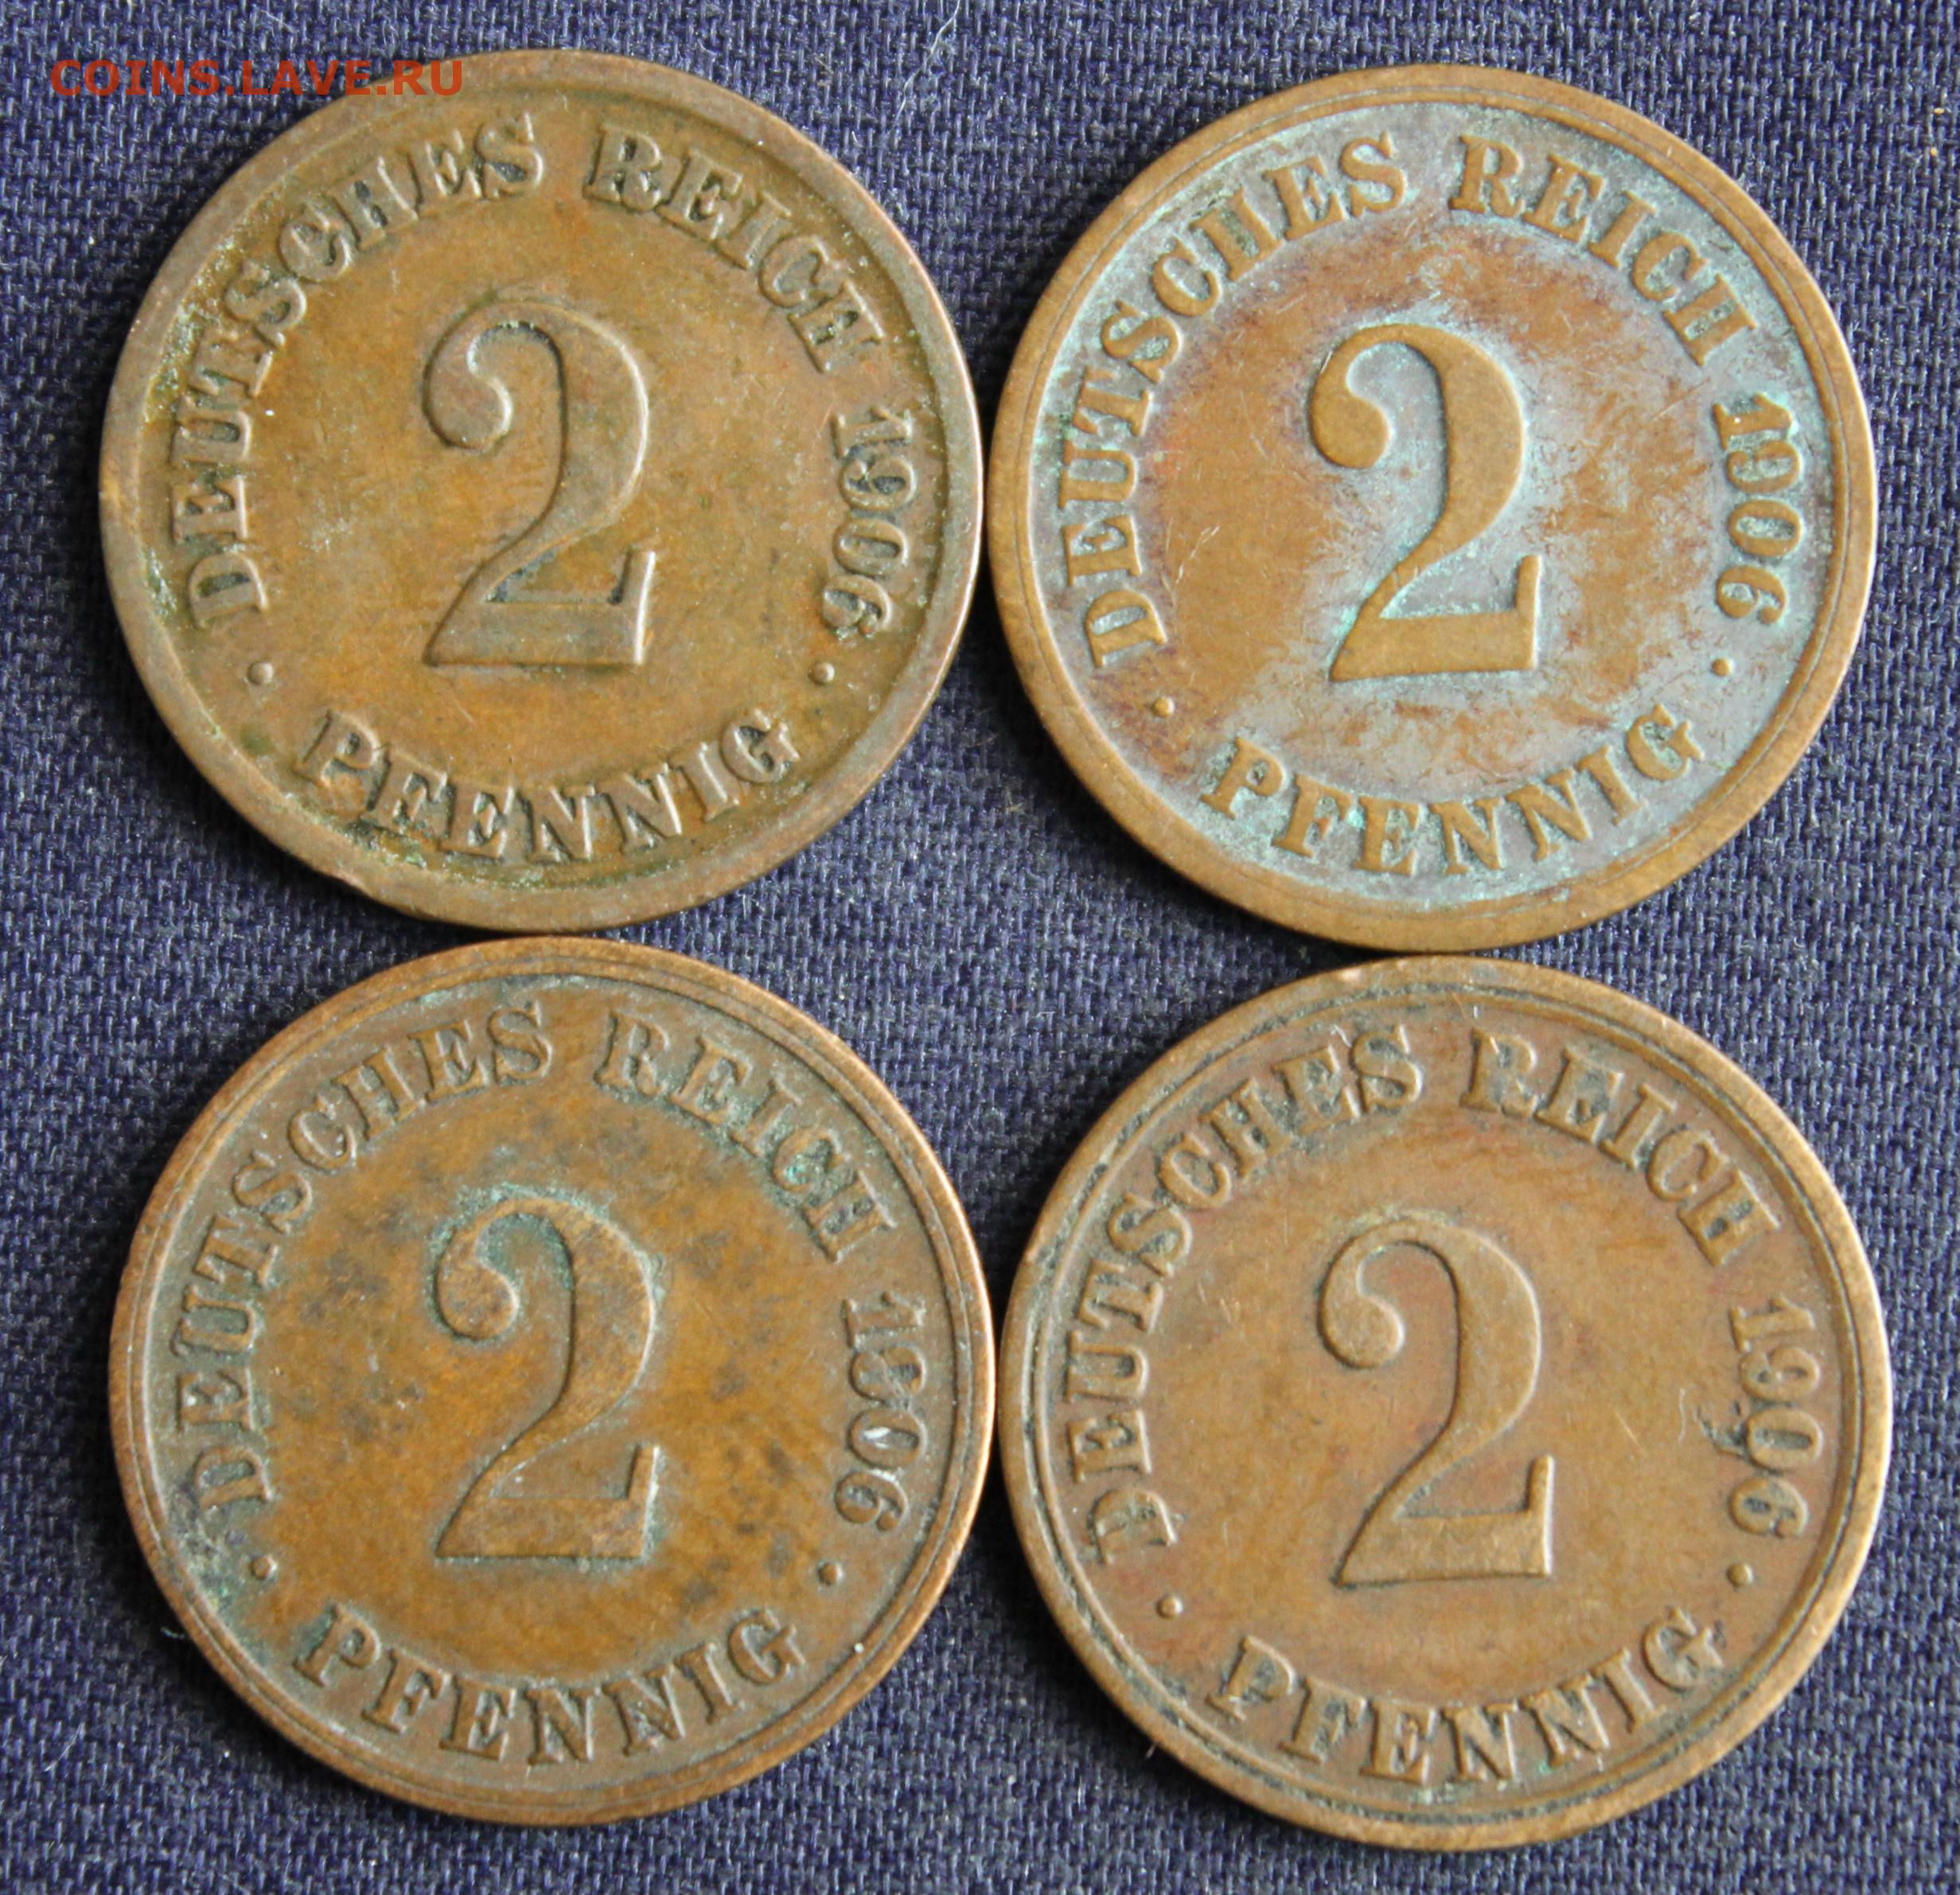 COINS.LAVE.RU
DEUTSCHES REICH 1906
2
· PFENNIG ·
DEUTSCHES REICH 1906
2
· PFENNIG ·
DEUTSCHES REICH 1906
2
· PFENNIG ·
DEUTSCHES REICH 1906
2
· PFENNIG ·